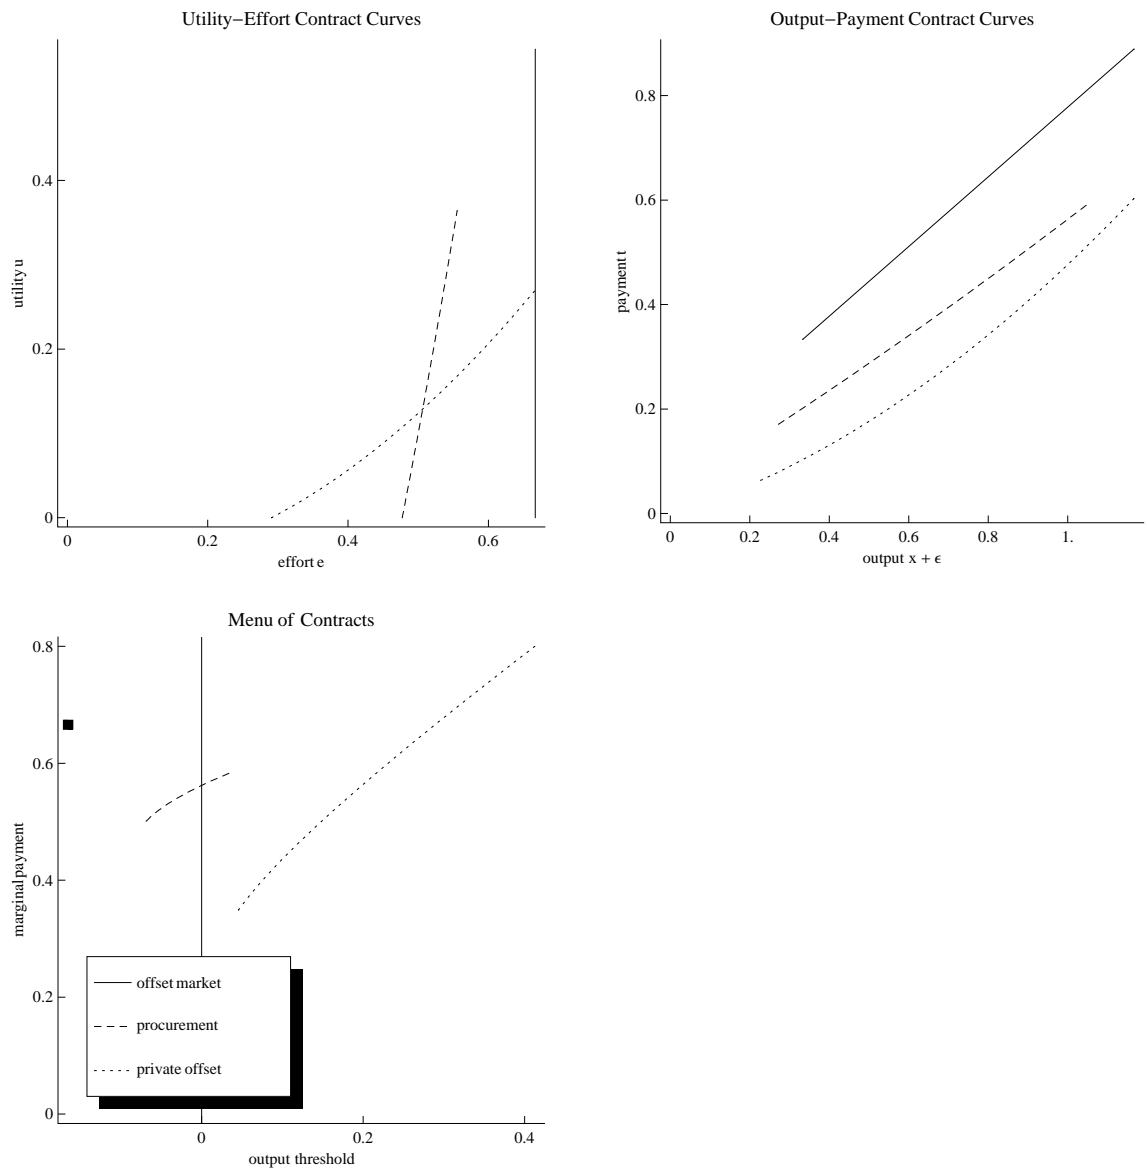 Utility−Effort Contract Curves
0.4
0.2
0
utility u
0 0.2 0.4 0.6
effort e
Output−Payment Contract Curves
0.8
0.6
0.4
0.2
0
payment t
0 0.2 0.4 0.6 0.8 1.
output x + ϵ
Menu of Contracts
0.8
0.6
0.4
0.2
0
marginal payment
offset market
procurement
private offset
0 0.2 0.4
output threshold